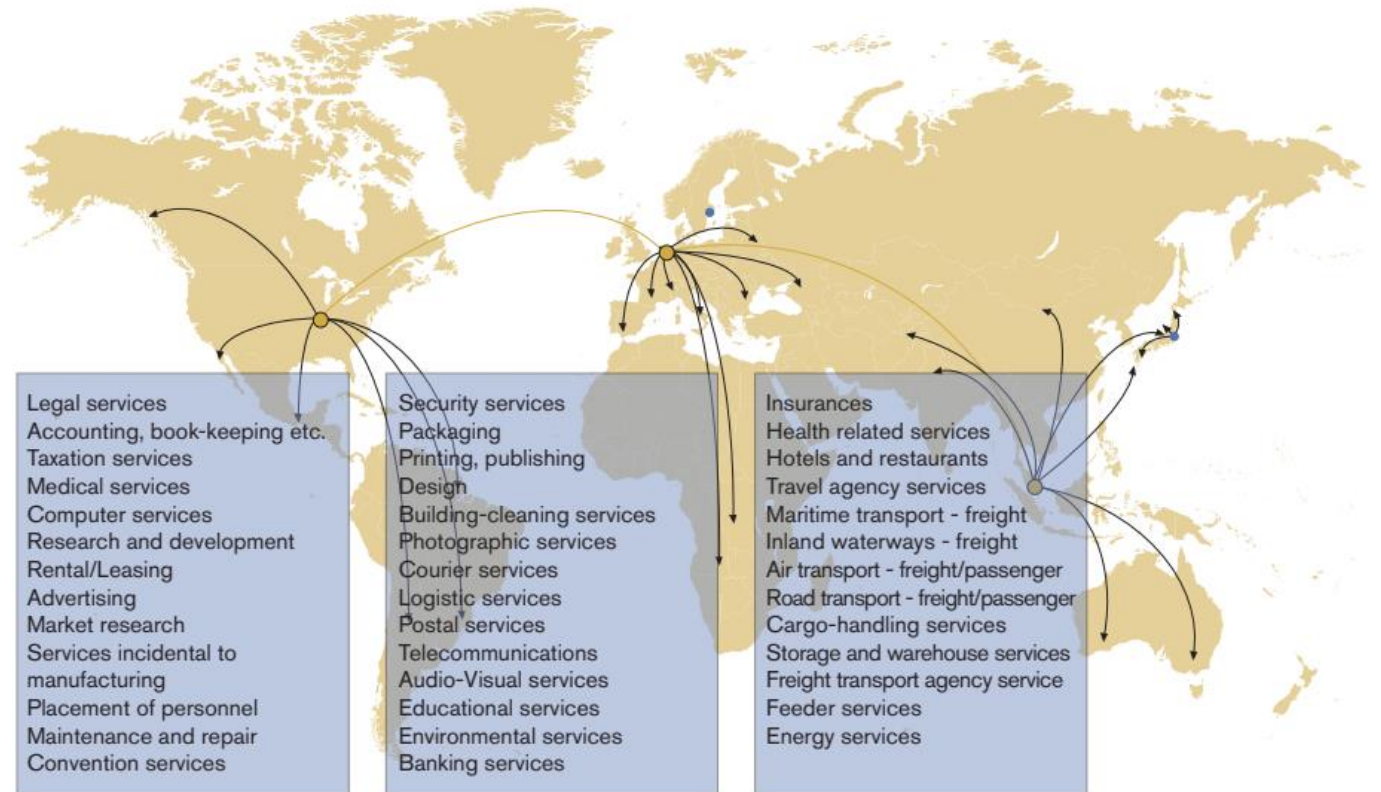 Legal services
Accounting, book-keeping etc.
Taxation services
Medical services
Computer services
Research and development
Rental/Leasing
Advertising
Market research
Services incidental to
manufacturing
Placement of personnel
Maintenance and repair
Convention services
Security services
Packaging
Printing, publishing
Design
Building-cleaning services
Photographic services
Courier services
Logistic services
Postal services
Telecommunications
Audio-Visual services
Educational services
Environmental services
Banking services
Insurances
Health related services
Hotels and restaurants
Travel agency services
Maritime transport - freight
Inland waterways - freight
Air transport - freight/passenger
Road transport - freight/passenger
Cargo-handling services
Storage and warehouse services
Freight transport agency service
Feeder services
Energy services